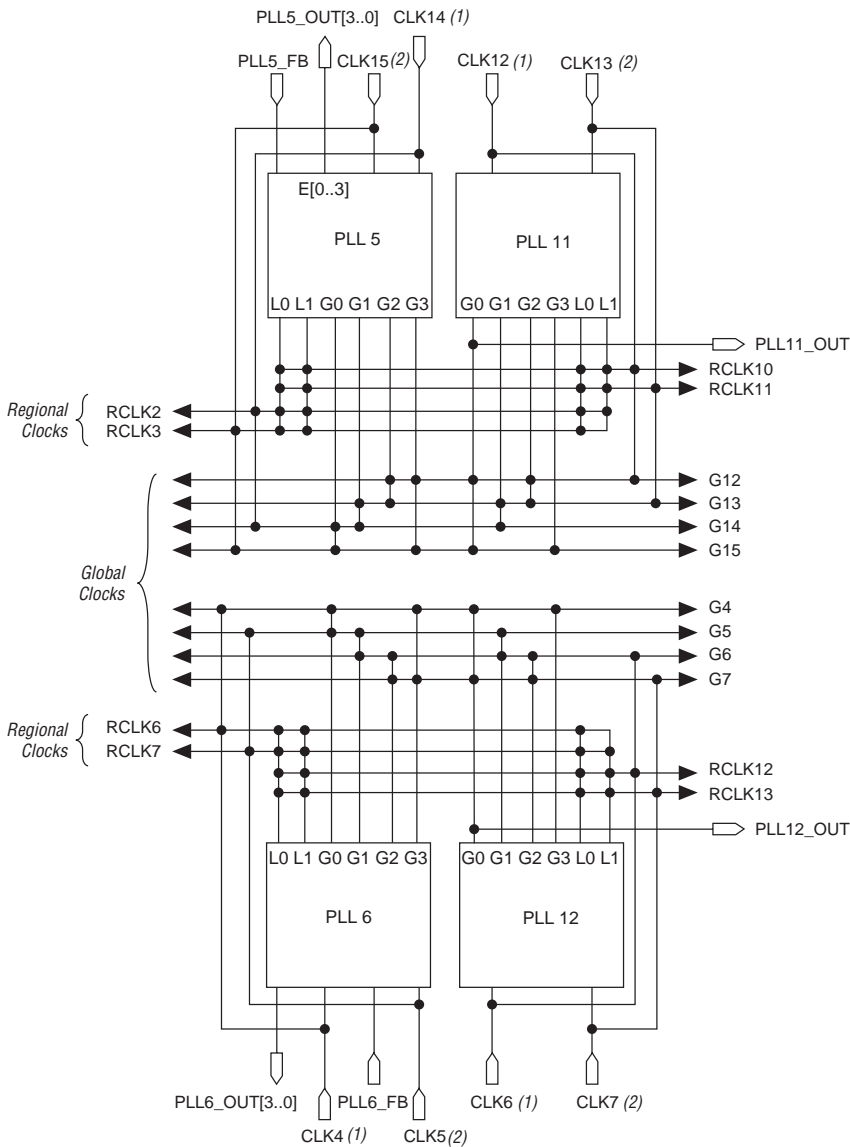 PLL5_OUT[3..0] CLK14 (1)
PLL5_FB CLK15 (2) CLK12 (1) CLK13 (2)
E[0..3]
PLL 5 PLL 11
L0 L1 G0 G1 G2 G3 G0 G1 G2 G3 L0 L1
PLL11_OUT
RCLK10
RCLK11
Regional
Clocks
RCLK2
RCLK3
G12
G13
G14
G15
Global
Clocks
G4
G5
G6
G7
Regional
Clocks
RCLK6
RCLK7
RCLK12
RCLK13
PLL12_OUT
L0 L1 G0 G1 G2 G3 G0 G1 G2 G3 L0 L1
PLL 6 PLL 12
PLL6_OUT[3..0] PLL6_FB CLK6 (1) CLK7 (2)
CLK4 (1) CLK5 (2)